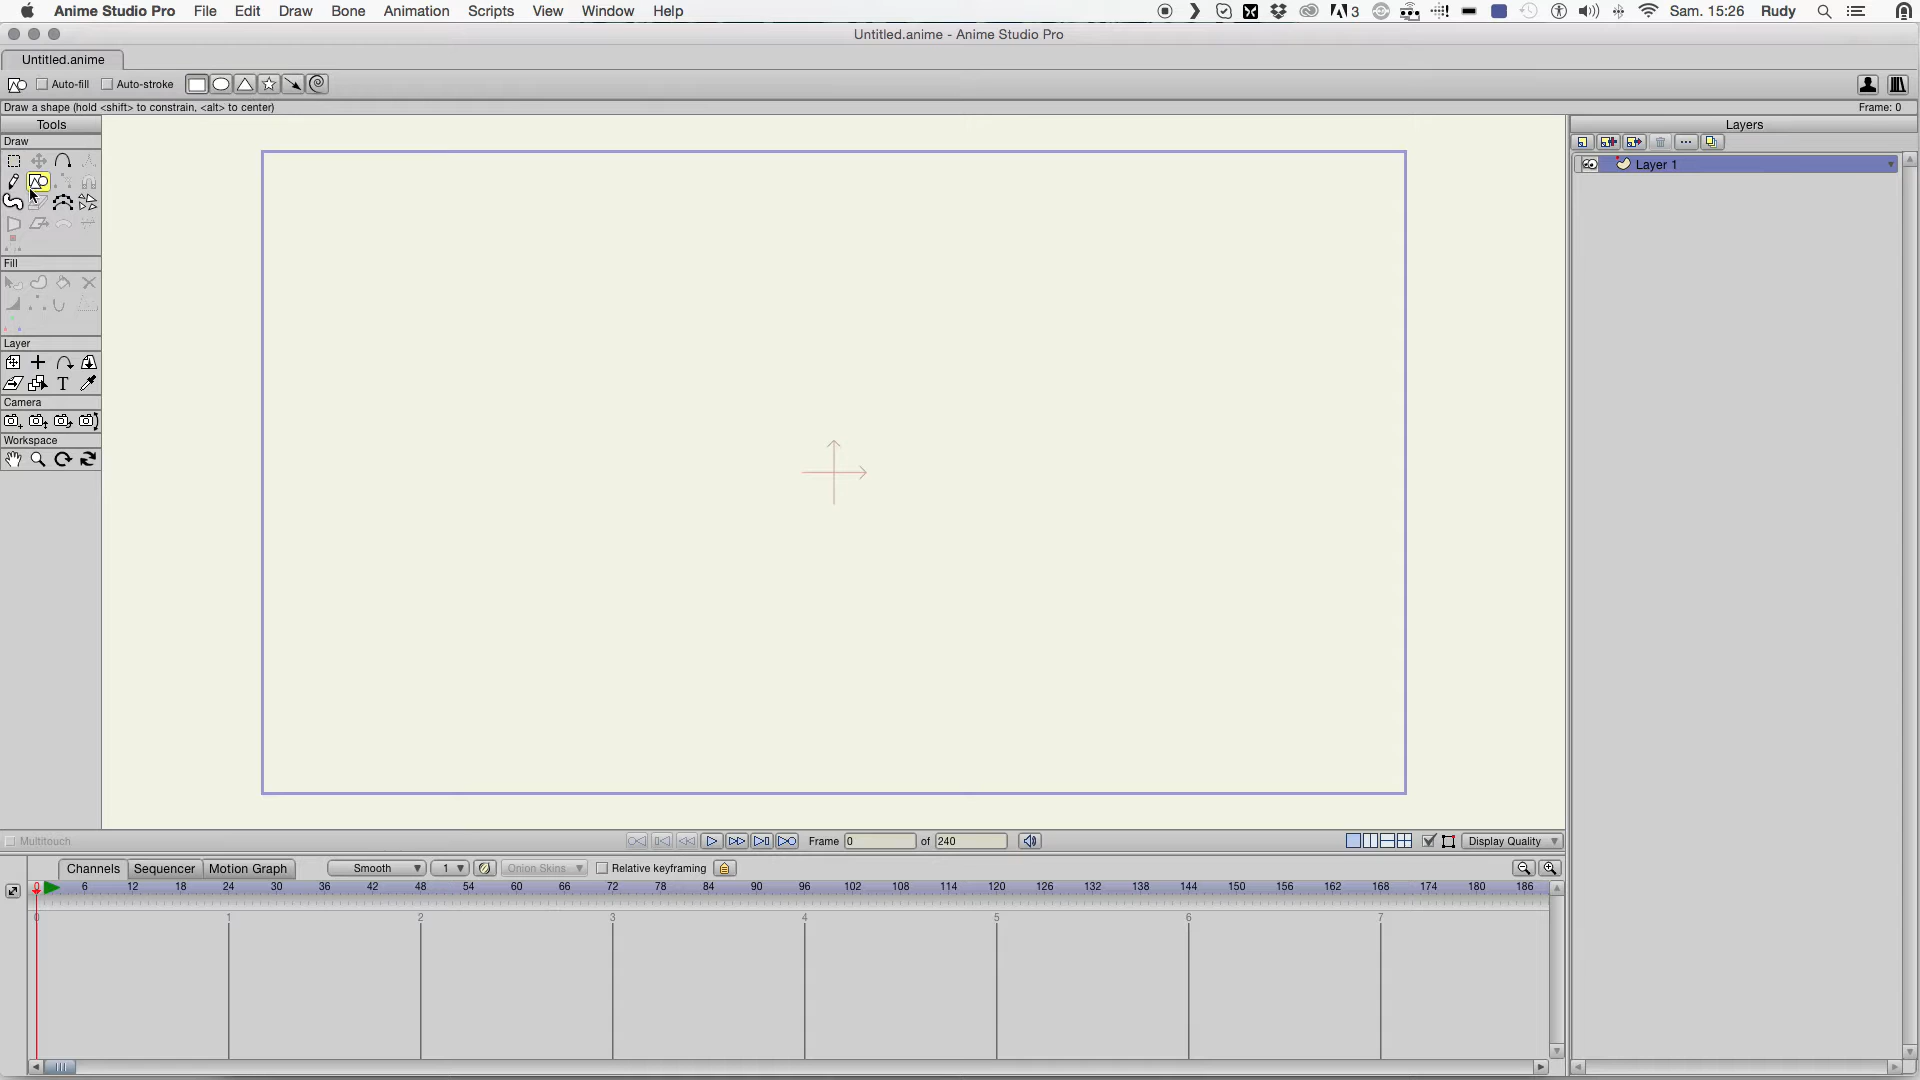 Anime Studio Pro File Edit Draw Bone Animation Scripts View Window Help 3 Sam. 15:26 Rudy
Untitled.anime - Anime Studio Pro
Untitled.anime
Auto-fill Auto-stroke
Draw a shape (hold <shift> to constrain, <alt> to center) Frame: 0
Tools Layers
Draw
Layer 1
Fill
Layer
T
Camera
Workspace
Multitouch Frame 0 of 240 Display Quality
Channels Sequencer Motion Graph Smooth 1 Onion Skins Relative keyframing
0 6 12 18 24 30 36 42 48 54 60 66 72 78 84 90 96 102 108 114 120 126 132 138 144 150 156 162 168 174 180 186
0 1 2 3 4 5 6 7